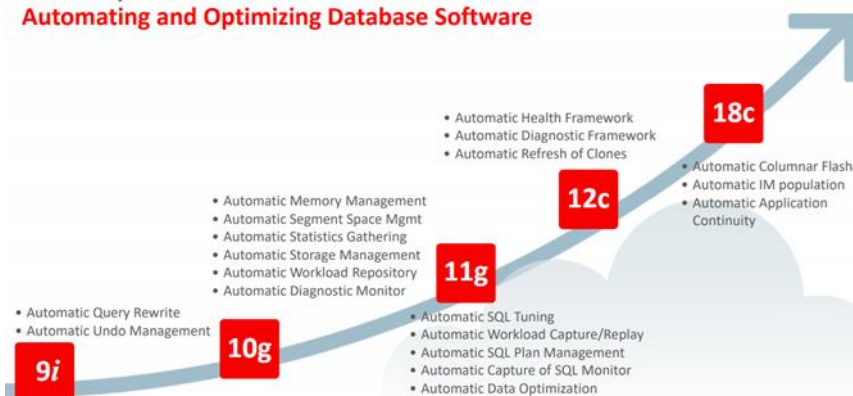 Automating and Optimizing Database Software
18c
• Automatic Health Framework
• Automatic Diagnostic Framework
• Automatic Refresh of Clones
• Automatic Columnar Flash
• Automatic IM population
• Automatic Application
Continuity
12c
• Automatic Memory Management
• Automatic Segment Space Mgmt
• Automatic Statistics Gathering
• Automatic Storage Management
• Automatic Workload Repository
• Automatic Diagnostic Monitor
11g
• Automatic SQL Tuning
• Automatic Workload Capture/Replay
• Automatic SQL Plan Management
• Automatic Capture of SQL Monitor
• Automatic Data Optimization
• Automatic Query Rewrite
• Automatic Undo Management
10g
9i